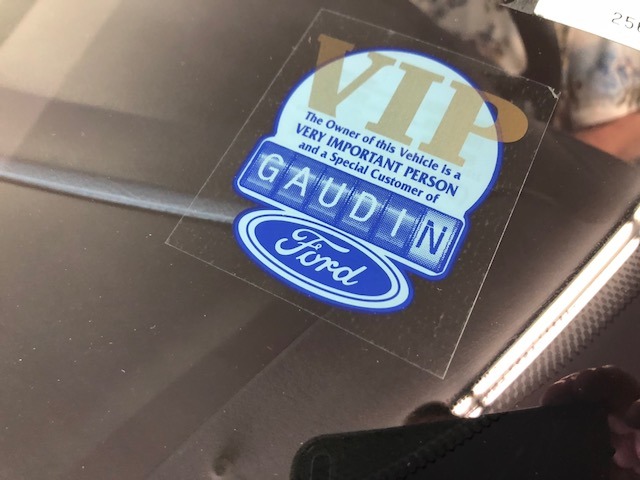 VIP
The Owner of this Vehicle is a
VERY IMPORTANT PERSON
and a Special Customer of
GAUDIN
Ford